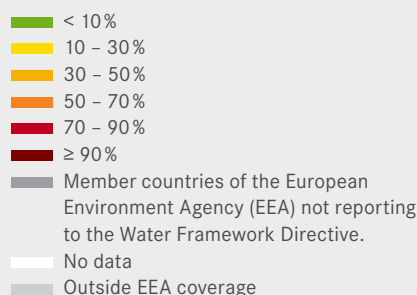 < 10 %
10 – 30 %
30 – 50 %
50 – 70 %
70 – 90 %
≥ 90 %
Member countries of the European
Environment Agency (EEA) not reporting
to the Water Framework Directive.
No data
Outside EEA coverage